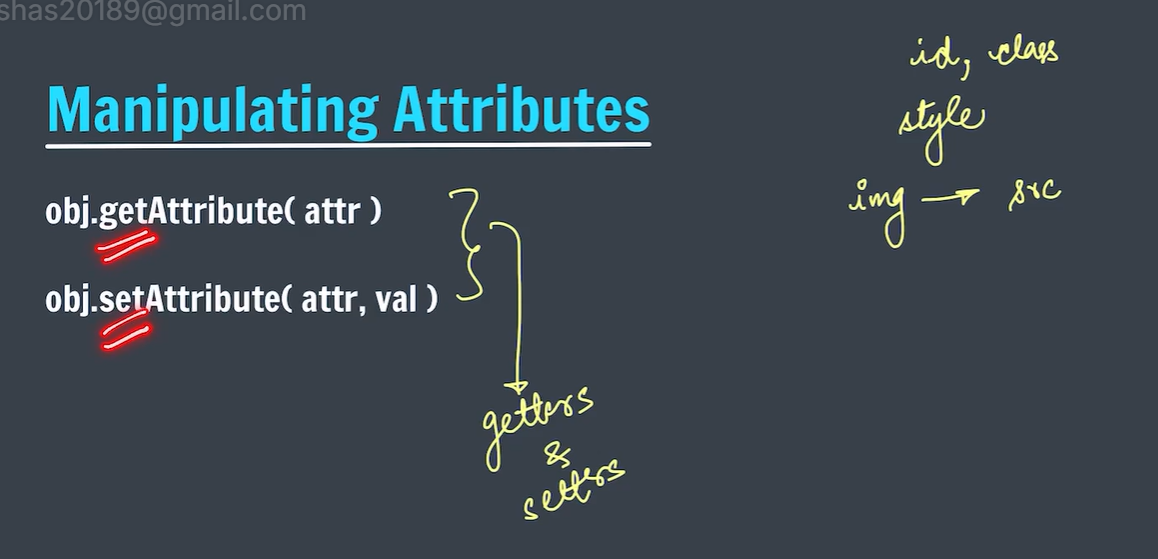 shas20189@gmail.com
Manipulating Attributes
obj.getAttribute( attr )
obj.setAttribute( attr, val )
getters
&
setters
id, class
style
img → src